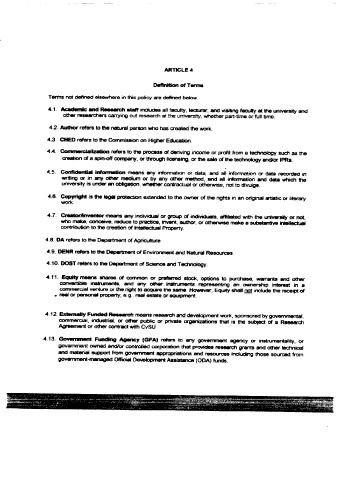 ARTICLE 4
Definition of Terms
Terms not defined elsewhere in this policy are defined below.
4.1. Academic and Research staff includes all faculty, lecturer, and visiting faculty at the university and
other researchers carrying out research at the university, whether part-time or full time.
4.2. Author refers to the natural person who has created the work.
4.3 CHED refers to the Commission on Higher Education.
4.4. Commercialization refers to the process of deriving income or profit from a technology such as the
creation of a spin-off company, or through licensing, or the sale of the technology and/or IPRs.
4.5. Confidential information means any information or data, and all information or data recorded in
writing or in any other medium or by any other method, and all information and data which the
university is under an obligation, whether contractual or otherwise, not to divulge.
4.6. Copyright is the legal protection extended to the owner of the rights in an original artistic or literary
work.
4.7. Creator/inventor means any individual or group of individuals, affiliated with the university or not,
who make, conceive, reduce to practice, invent, author, or otherwise make a substantive intellectual
contribution to the creation of Intellectual Property.
4.8. DA refers to the Department of Agriculture
4.9. DENR refers to the Department of Environment and Natural Resources
4.10. DOST refers to the Department of Science and Technology.
4.11. Equity means shares of common or preferred stock, options to purchase, warrants and other
convertible instruments, and any other instruments representing an ownership interest in a
commercial venture or the right to acquire the same. However, Equity shall not include the receipt of
real or personal property, e.g. real estate or equipment.
4.12. Externally Funded Research means research and development work, sponsored by governmental,
commercial, industrial, or other public or private organizations that is the subject of a Research
Agreement or other contract with CvSU
4.13. Government Funding Agency (GFA) refers to any government agency or instrumentality, or
government owned and/or controlled corporation that provides research grants and other technical
and material support from government appropriations and resources including those sourced from
government-managed Official Development Assistance (ODA) funds.